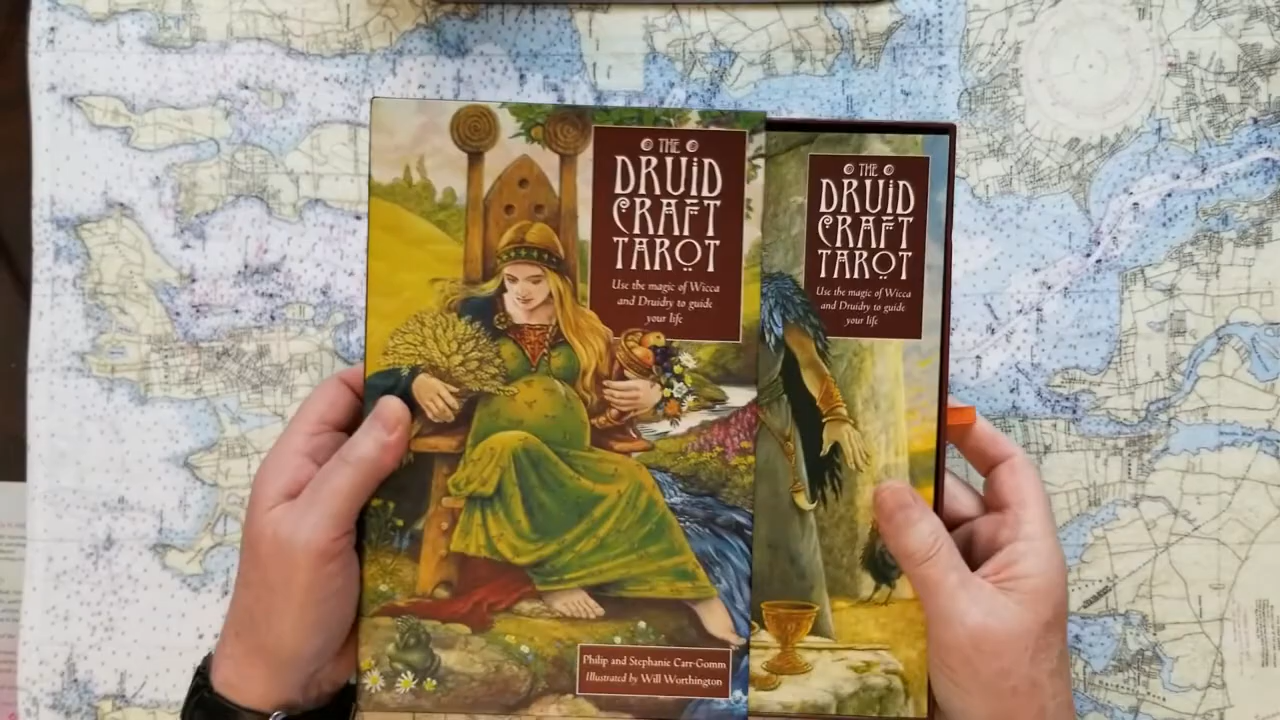 THE
DRUID
CRAFT
TAROT
Use the magic of Wicca
and Druidry to guide
your life
Philip and Stephanie Carr-Gomm
Illustrated by Will Worthington
THE
DRUID
CRAFT
TAROT
Use the magic of Wicca
and Druidry to guide
your life